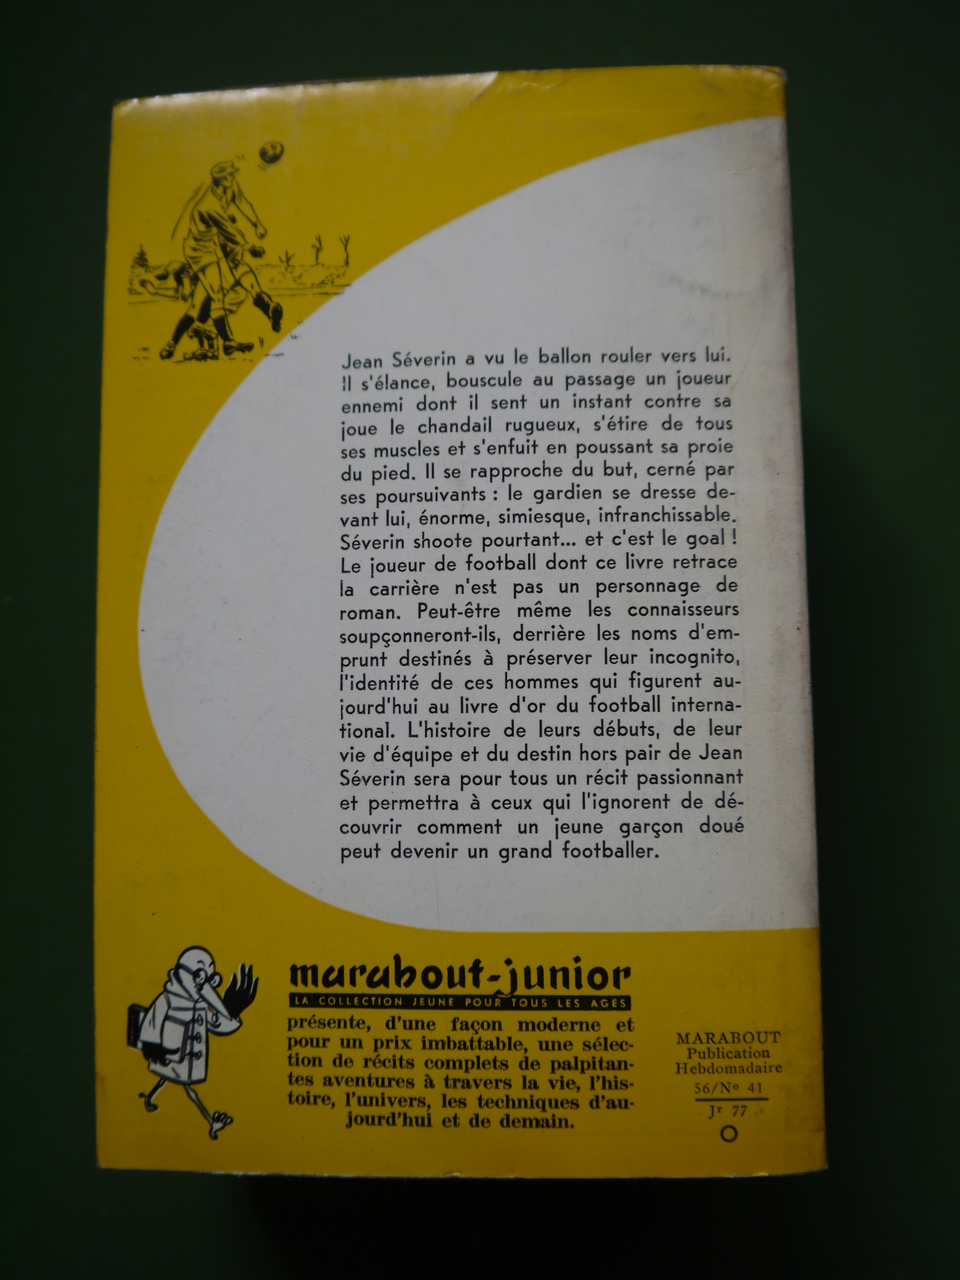 Jean Séverin a vu le ballon rouler vers lui.
Il s'élance, bouscule au passage un joueur
ennemi dont il sent un instant contre sa
joue le chandail rugueux, s'étire de tous
ses muscles et s'enfuit en poussant sa proie
du pied. Il se rapproche du but, cerné par
ses poursuivants : le gardien se dresse de-
vant lui, énorme, simiesque, infranchissable.
Séverin shoote pourtant... et c'est le goal !
Le joueur de football dont ce livre retrace
la carrière n'est pas un personnage de
roman. Peut-être même les connaisseurs
soupçonneront-ils, derrière les noms d'em-
prunt destinés à préserver leur incognito,
l'identité de ces hommes qui figurent au-
jourd'hui au livre d'or du football interna-
tional. L'histoire de leurs débuts, de leur
vie d'équipe et du destin hors pair de Jean
Séverin sera pour tous un récit passionnant
et permettra à ceux qui l'ignorent de dé-
couvrir comment un jeune garçon doué
peut devenir un grand footballer.
marabout-junior
LA COLLECTION JEUNE POUR TOUS LES AGES
présente, d'une façon moderne et
pour un prix imbattable, une sélec-
tion de récits complets de palpitan-
tes aventures à travers la vie, l'his-
toire, l'univers, les techniques d'au-
jourd'hui et de demain.
MARABOUT
Publication
Hebdomadaire
56/Nº 41
Jr 77